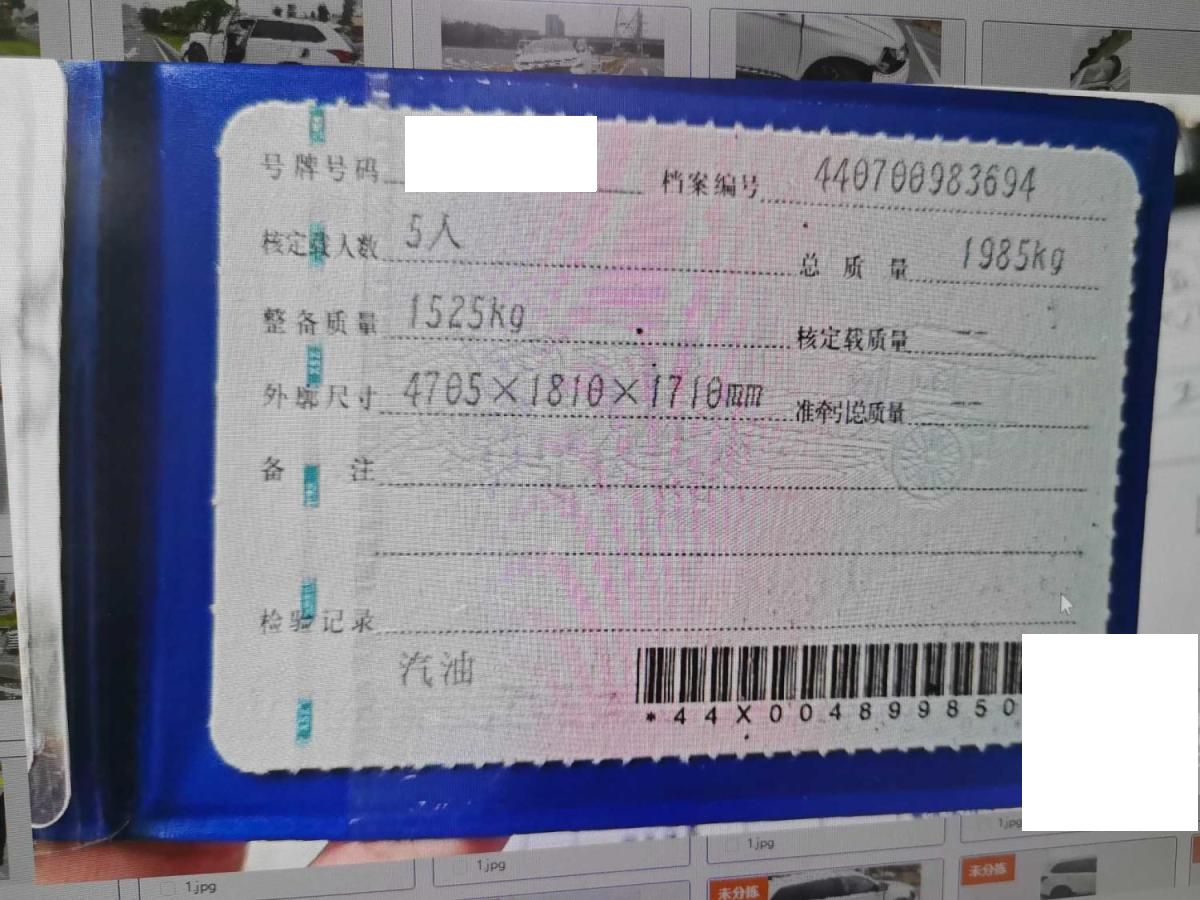 号牌号码 档案编号 440700983694
核定载人数 5人 总质量 1985kg
整备质量 1525kg 核定载质量 --
外廓尺寸 4705×1810×1710mm 准牵引总质量 --
备注
检验记录
汽油
*44X004899850
1.jpg
1.jpg
1.jpg
1.jpg
未分拣
未分拣